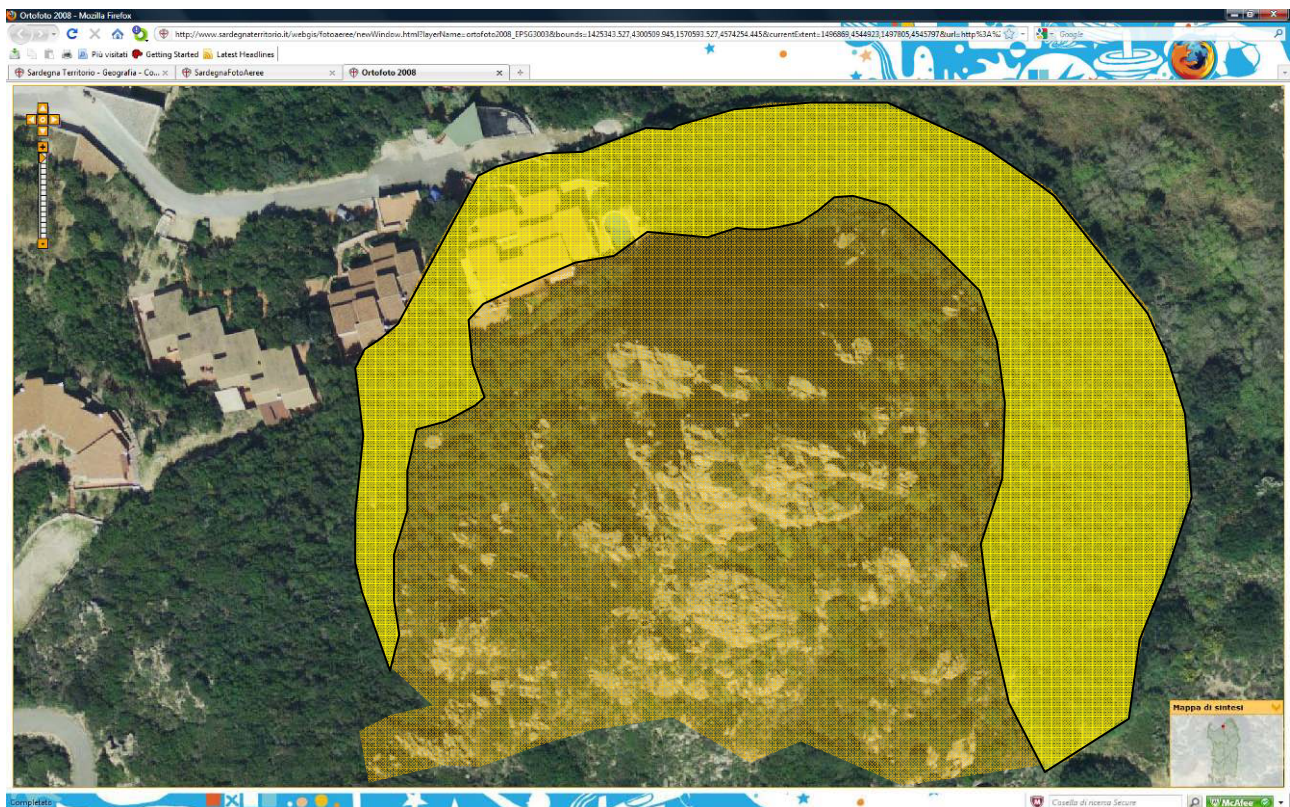 Ortofoto 2008 - Mozilla Firefox
http://www.sardegnaterritorio.it/webgis/fotoaeree/newWindow.html?layerName=ortofoto2008_EPSG3003&bounds=1425343.527,4300509.945,1570593.527,4574254.445&currentExtent=1496869,4544923,1497805,4545797&url=http%3A%
Google
Più visitati Getting Started Latest Headlines
Sardegna Territorio - Geografia - Co...
SardegnaFotoAeree
Ortofoto 2008
Mappa di sintesi
Completato
Casella di ricerca Secure
McAfee